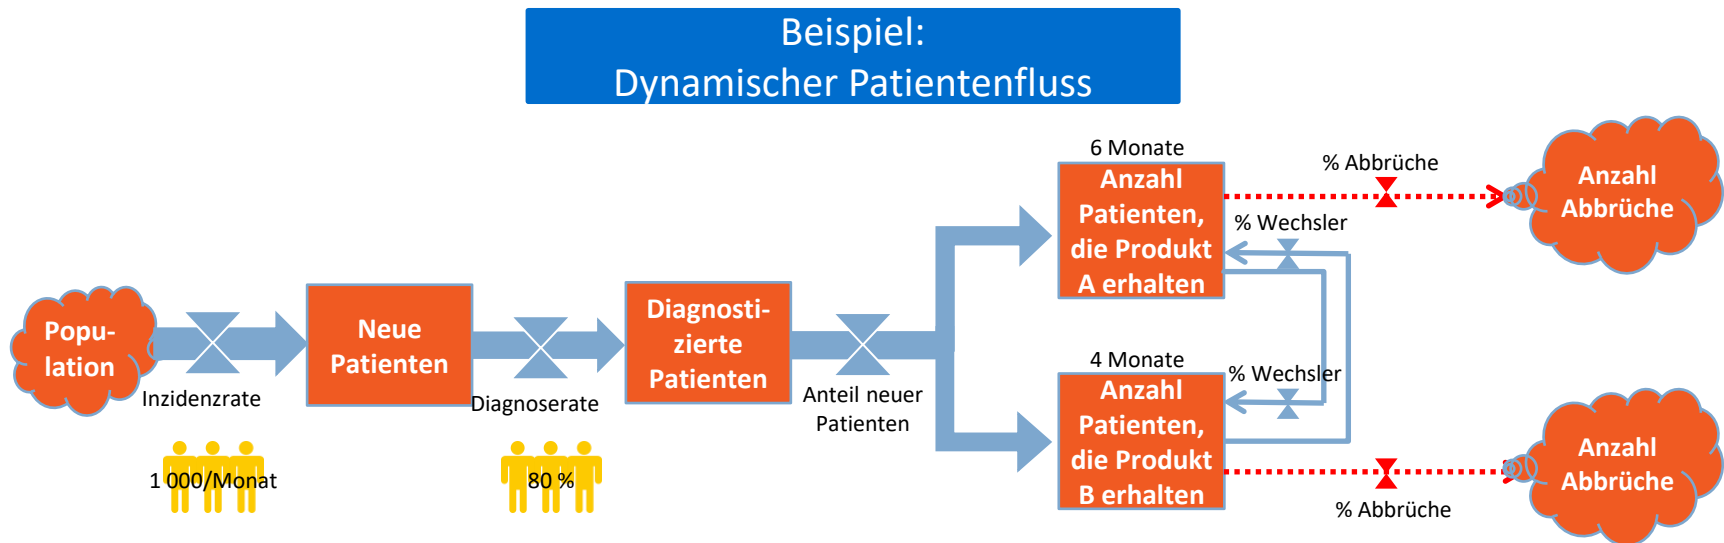 Beispiel:
Dynamischer Patientenfluss
Popu-
lation
Inzidenzrate
1 000/Monat
Neue
Patienten
Diagnoserate
80 %
Diagnosti-
zierte
Patienten
Anteil neuer
Patienten
6 Monate
Anzahl
Patienten,
die Produkt
A erhalten
% Abbrüche
Anzahl
Abbrüche
% Wechsler
4 Monate
Anzahl
Patienten,
die Produkt
B erhalten
% Wechsler
% Abbrüche
Anzahl
Abbrüche